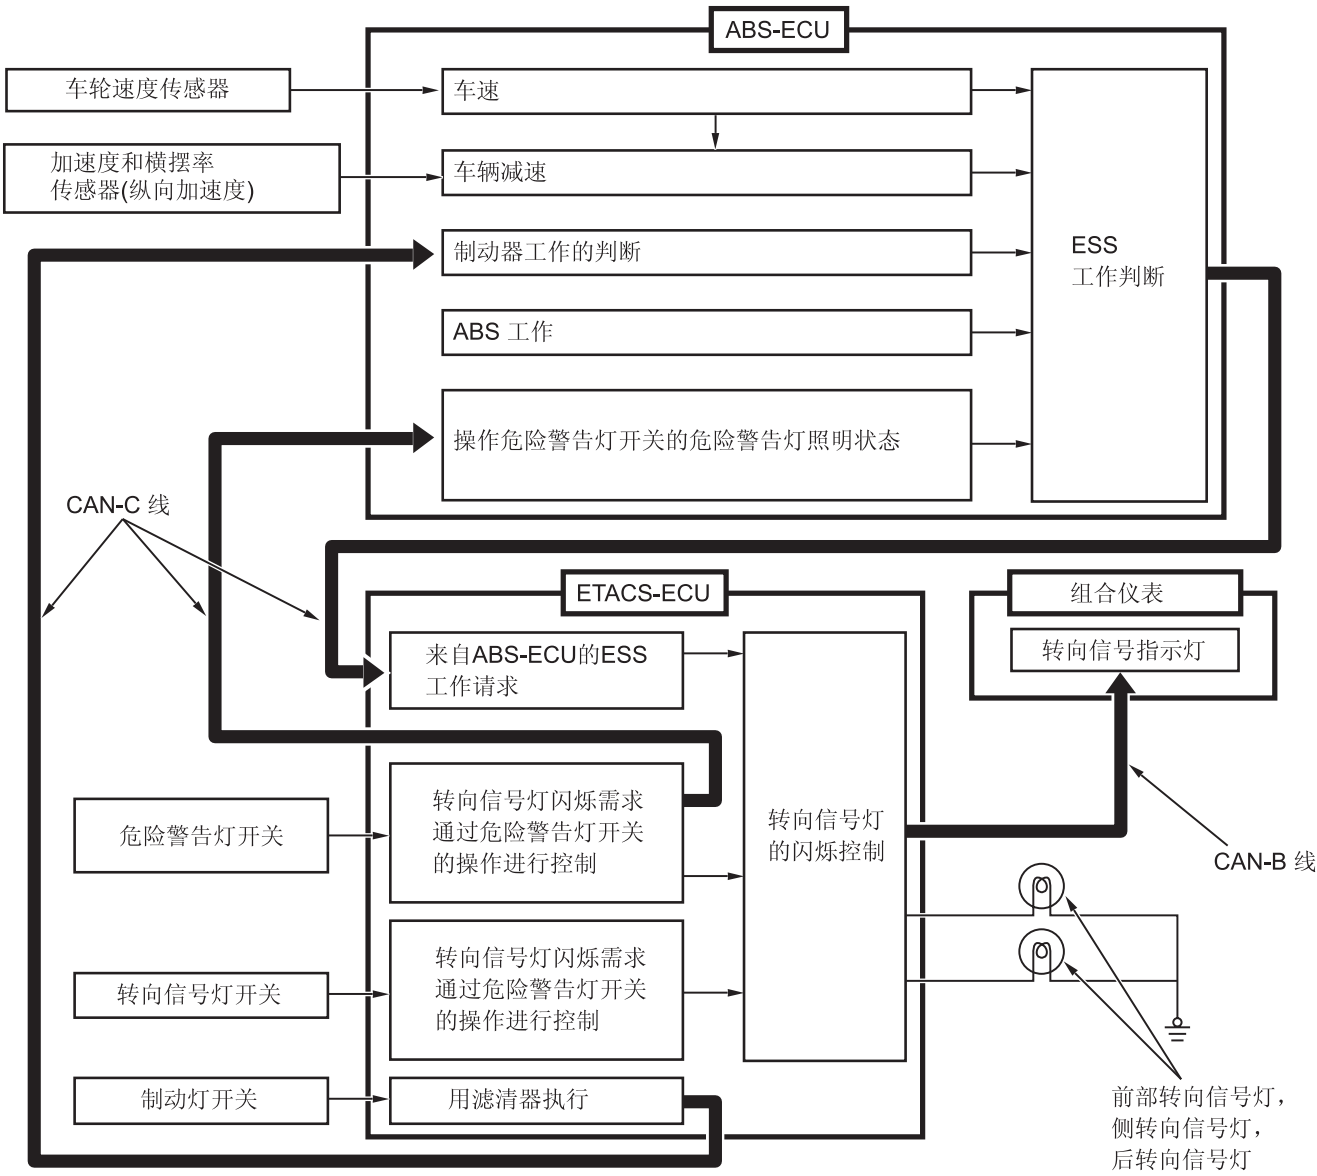 ABS-ECU
车轮速度传感器
车速
加速度和横摆率
传感器(纵向加速度)
车辆减速
制动器工作的判断
ESS
工作判断
ABS 工作
操作危险警告灯开关的危险警告灯照明状态
CAN-C 线
ETACS-ECU
组合仪表
来自ABS-ECU的ESS
工作请求
转向信号指示灯
危险警告灯开关
转向信号灯闪烁需求
通过危险警告灯开关
的操作进行控制
转向信号灯
的闪烁控制
CAN-B 线
转向信号灯开关
转向信号灯闪烁需求
通过危险警告灯开关
的操作进行控制
制动灯开关
用滤清器执行
前部转向信号灯，
侧转向信号灯，
后转向信号灯